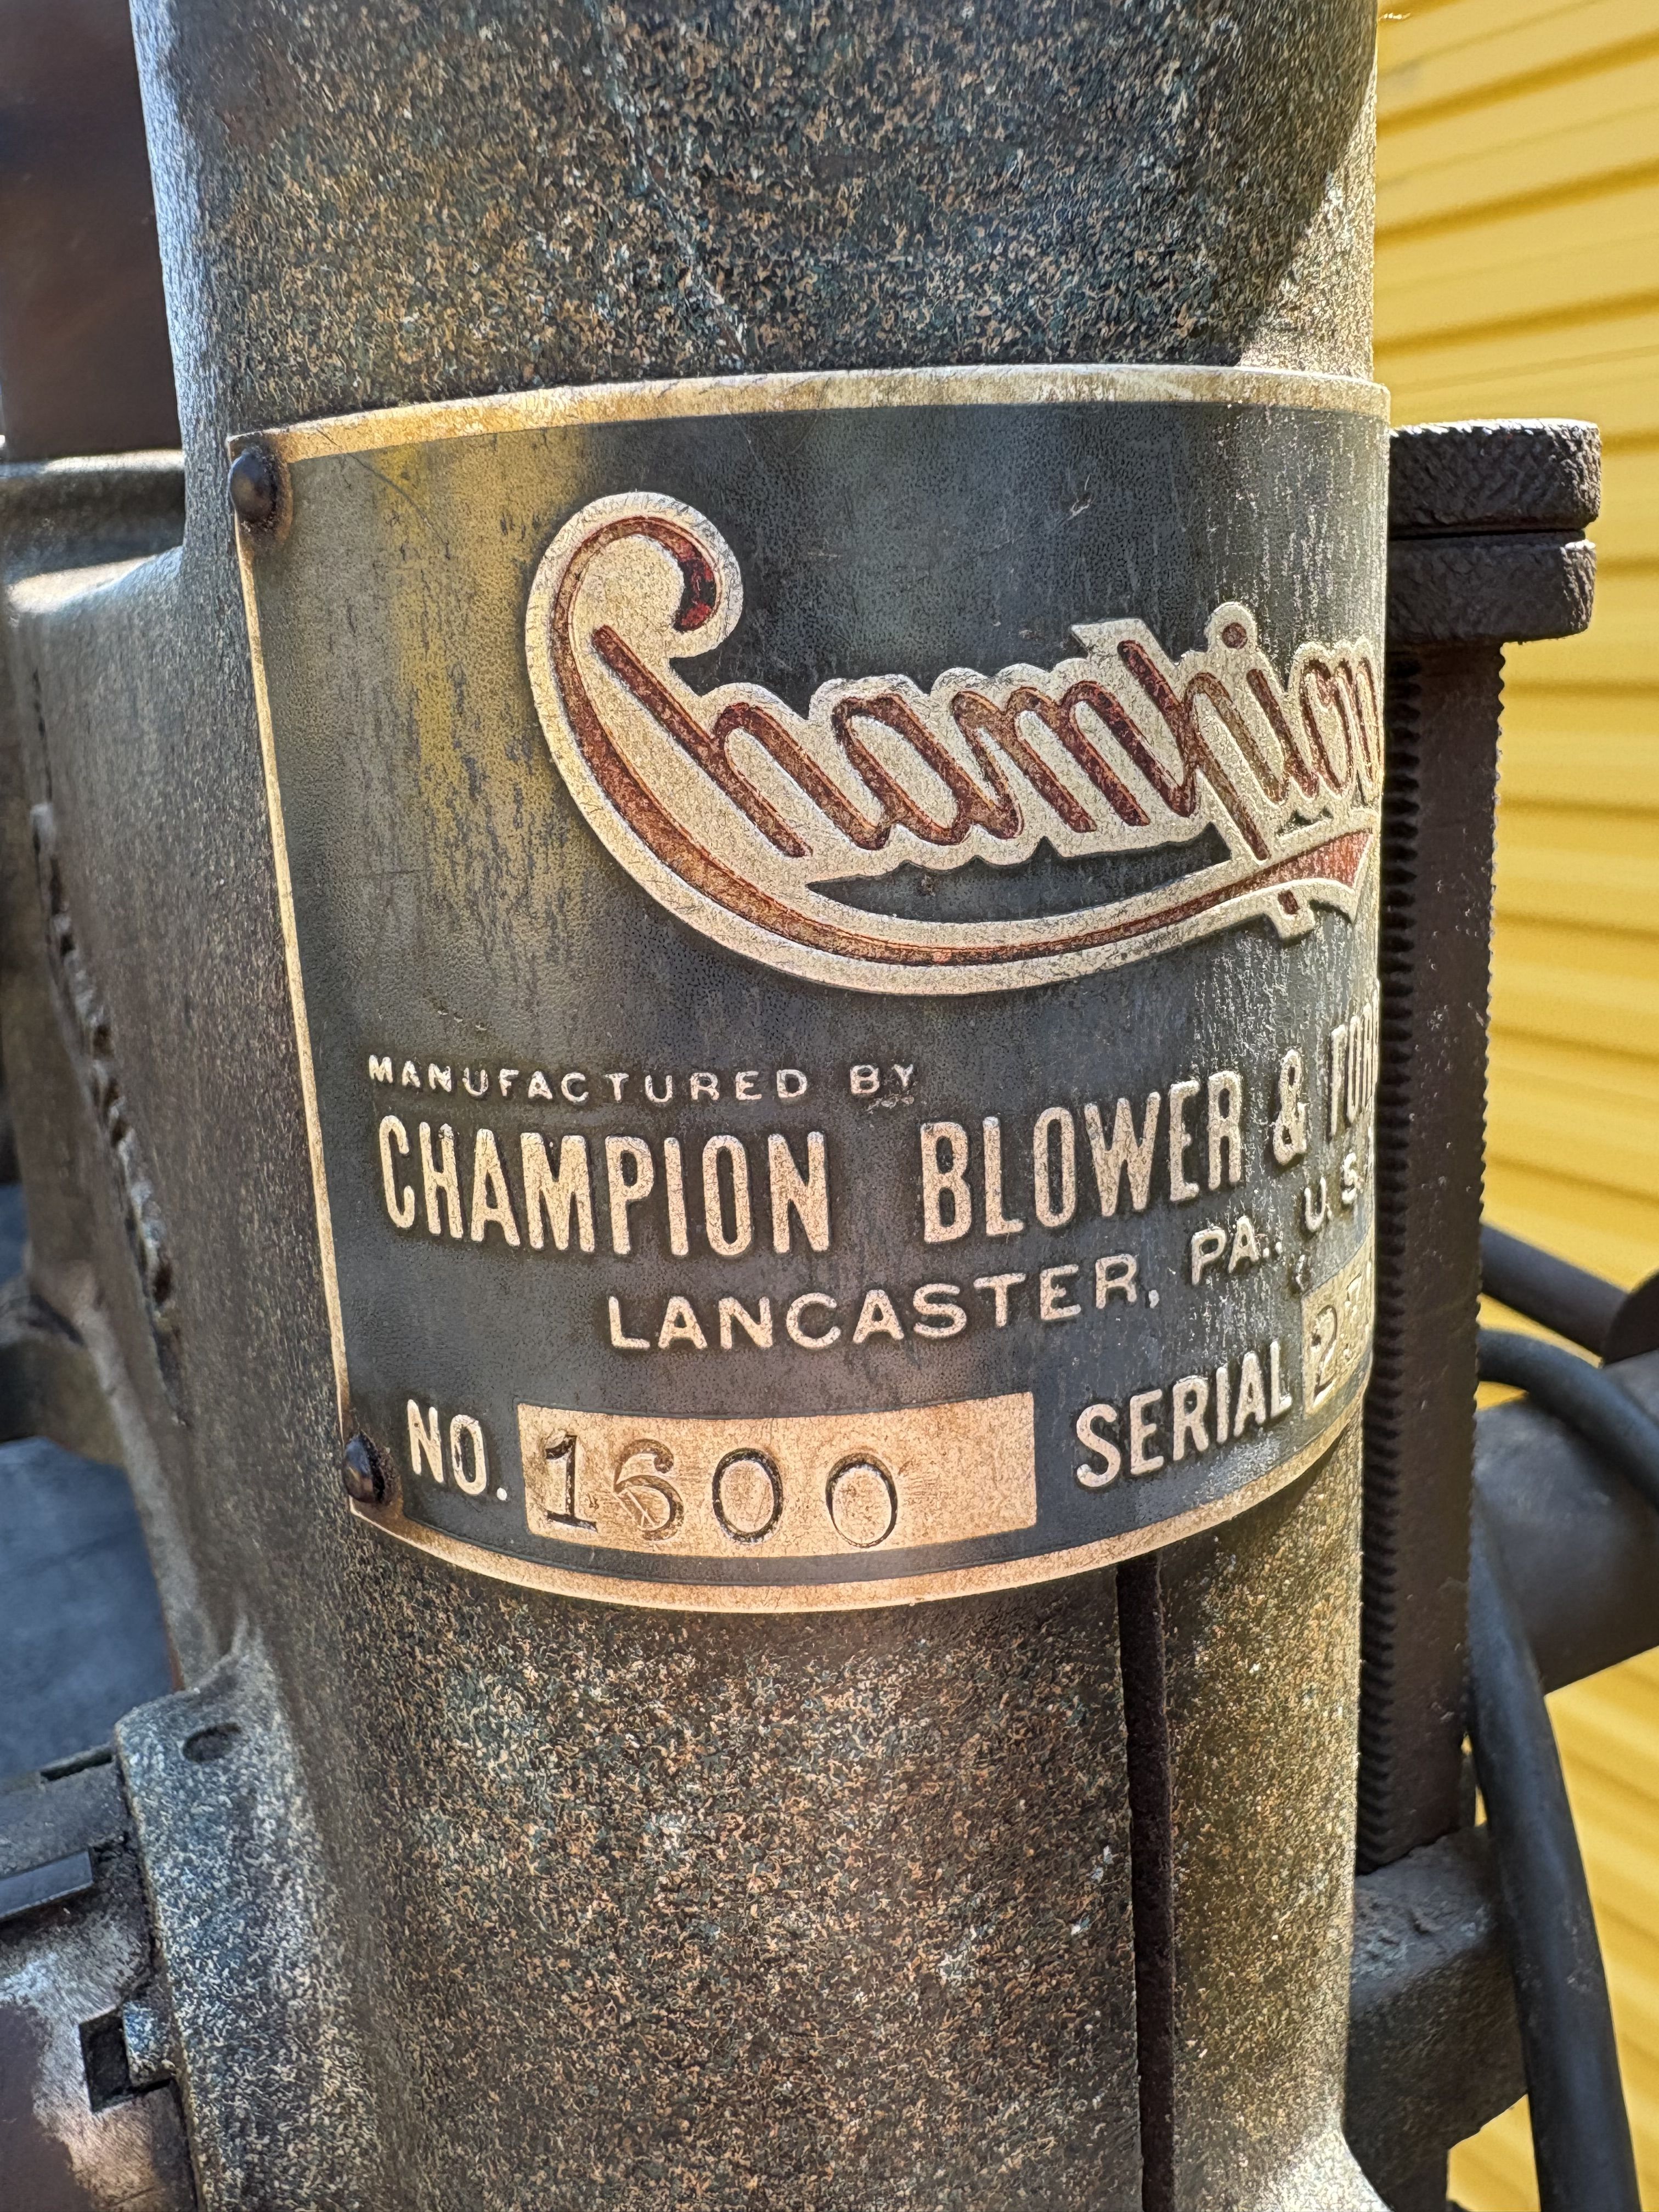 Champion
MANUFACTURED BY
CHAMPION BLOWER &
LANCASTER, PA., U.S.
NO. 1600 SERIAL